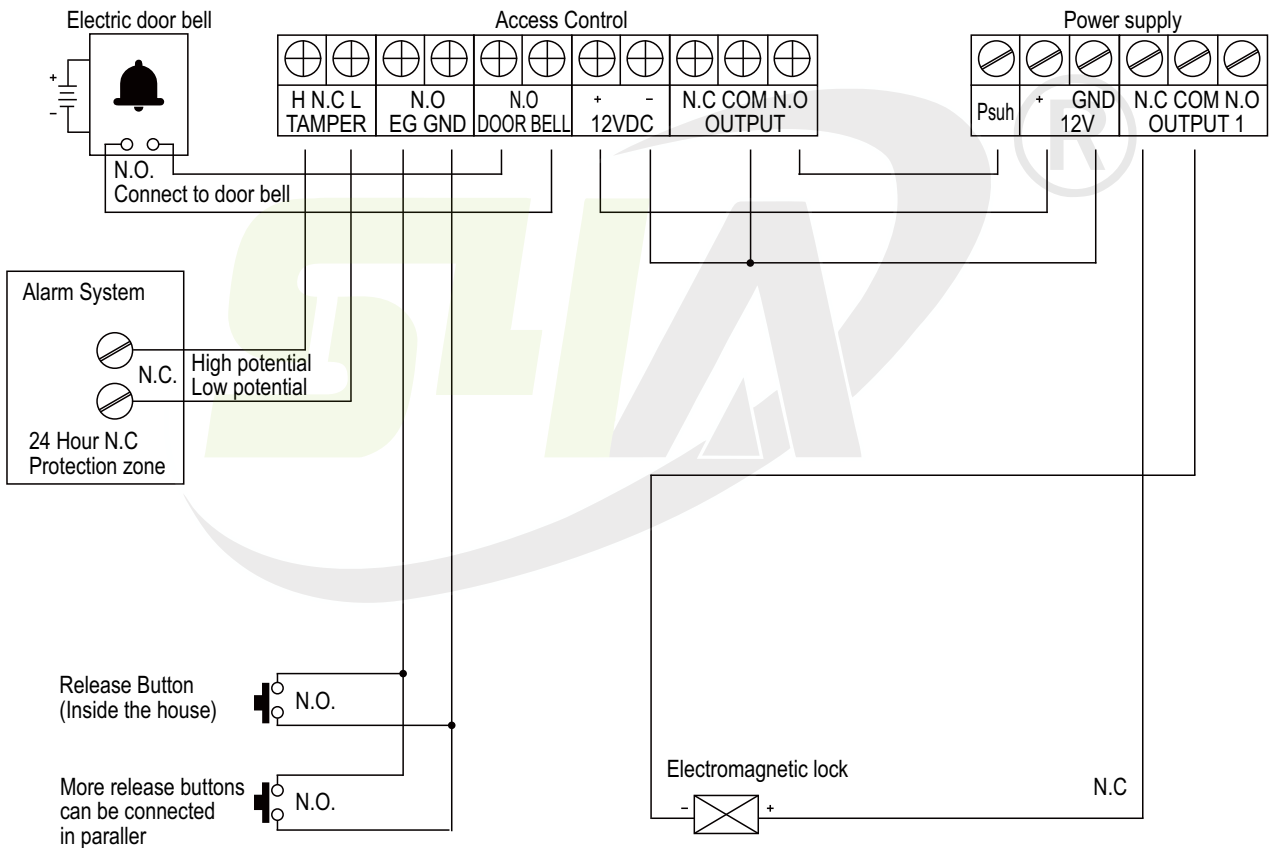 Electric door bell
Access Control
Power supply
+
−
H N.C L
TAMPER
N.O
EG GND
N.O
DOOR BELL
+ −
12VDC
N.C COM N.O
OUTPUT
Psuh
+ GND
12V
N.C COM N.O
OUTPUT 1
®
N.O.
Connect to door bell
Alarm System
N.C.
High potential
Low potential
24 Hour N.C
Protection zone
S4A
Release Button
(Inside the house)
N.O.
More release buttons
can be connected
in paraller
N.O.
Electromagnetic lock
− +
N.C